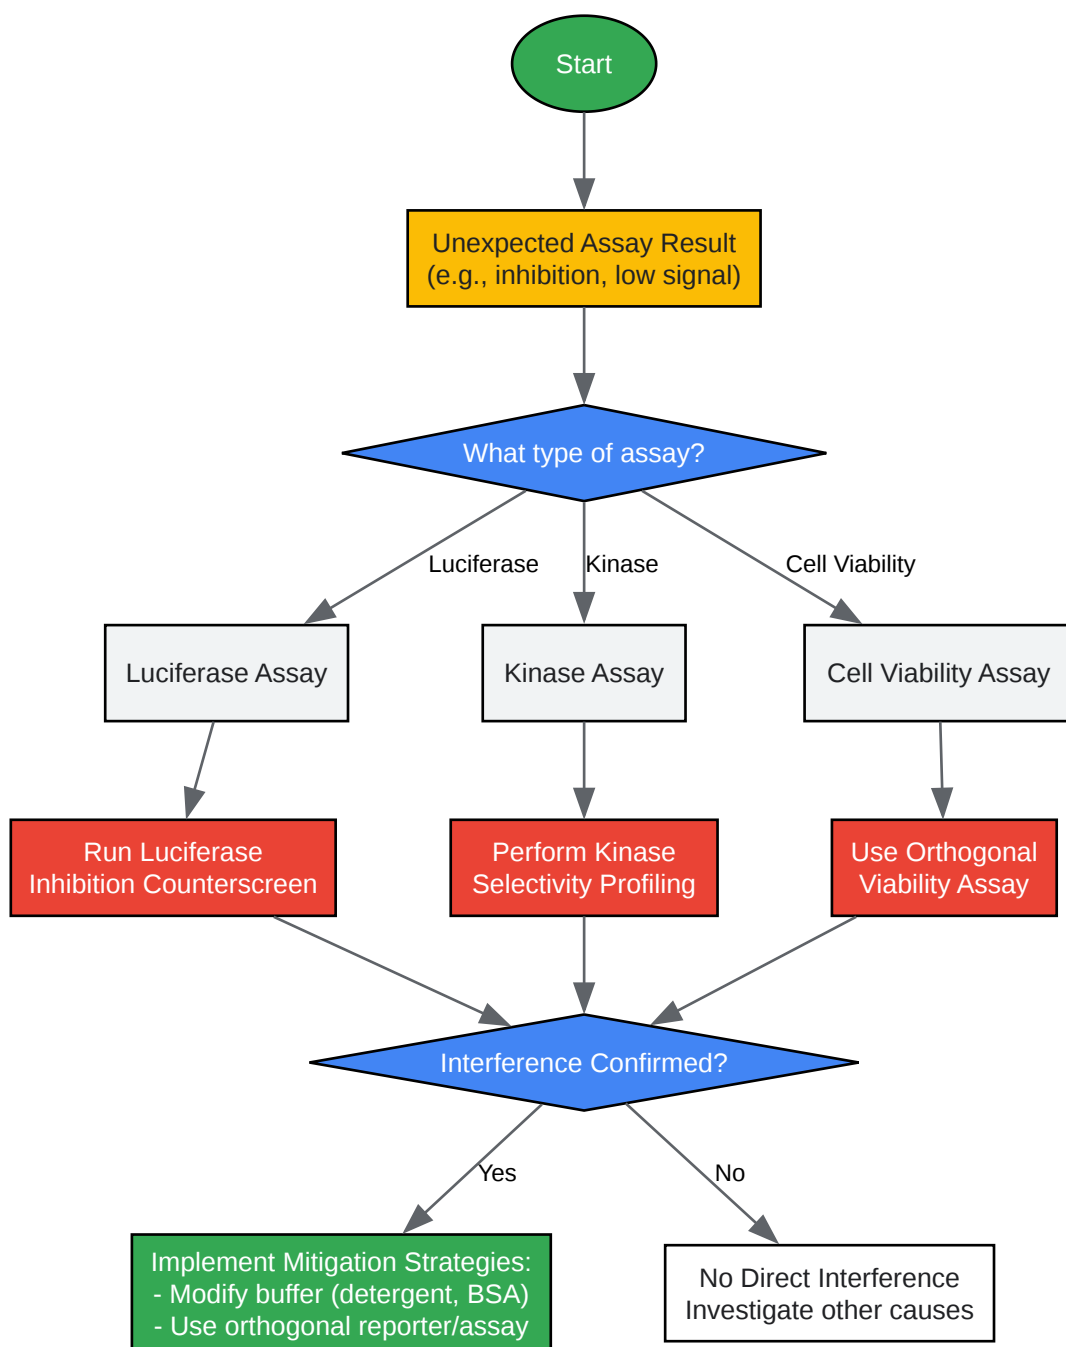 Start
Unexpected Assay Result
(e.g., inhibition, low signal)
What type of assay?
Luciferase
Kinase
Cell Viability
Luciferase Assay
Kinase Assay
Cell Viability Assay
Run Luciferase
Inhibition Counterscreen
Perform Kinase
Selectivity Profiling
Use Orthogonal
Viability Assay
Interference Confirmed?
Yes
No
Implement Mitigation Strategies:
- Modify buffer (detergent, BSA)
- Use orthogonal reporter/assay
No Direct Interference
Investigate other causes